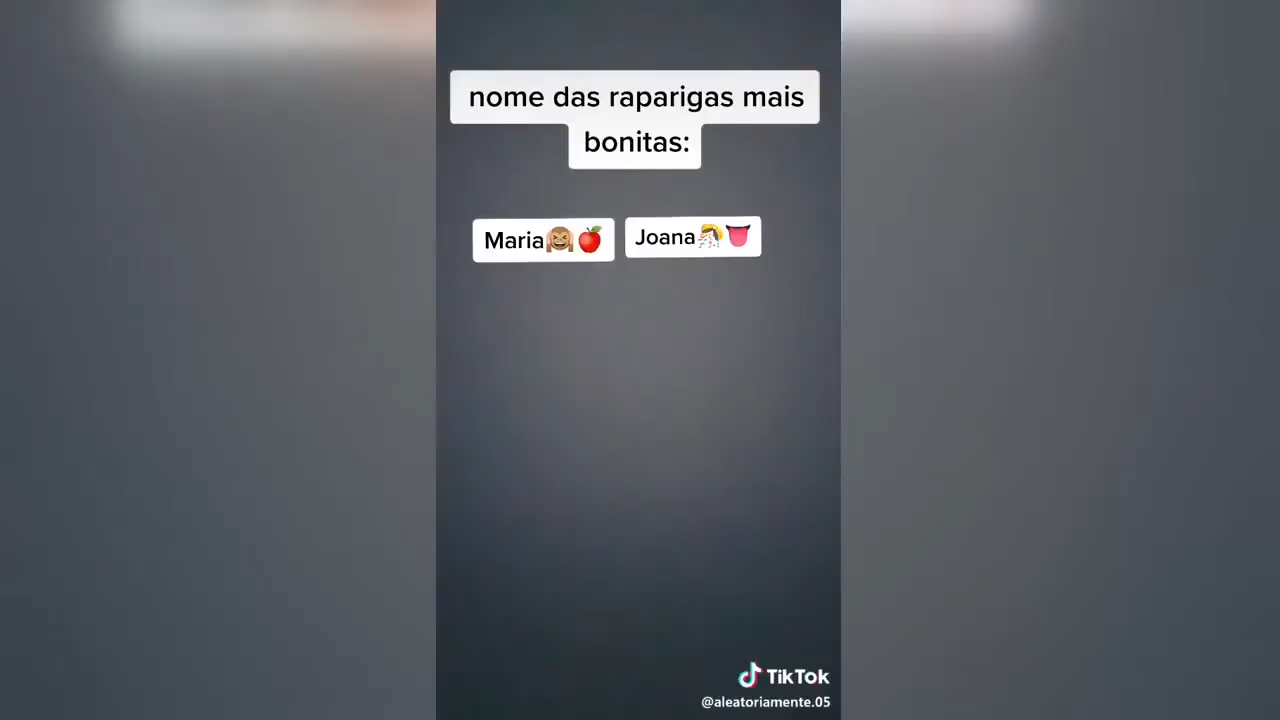 nome das raparigas mais
bonitas:
Maria🙈🍎 Joana🤧👅
TikTok
@aleatoriamente.05